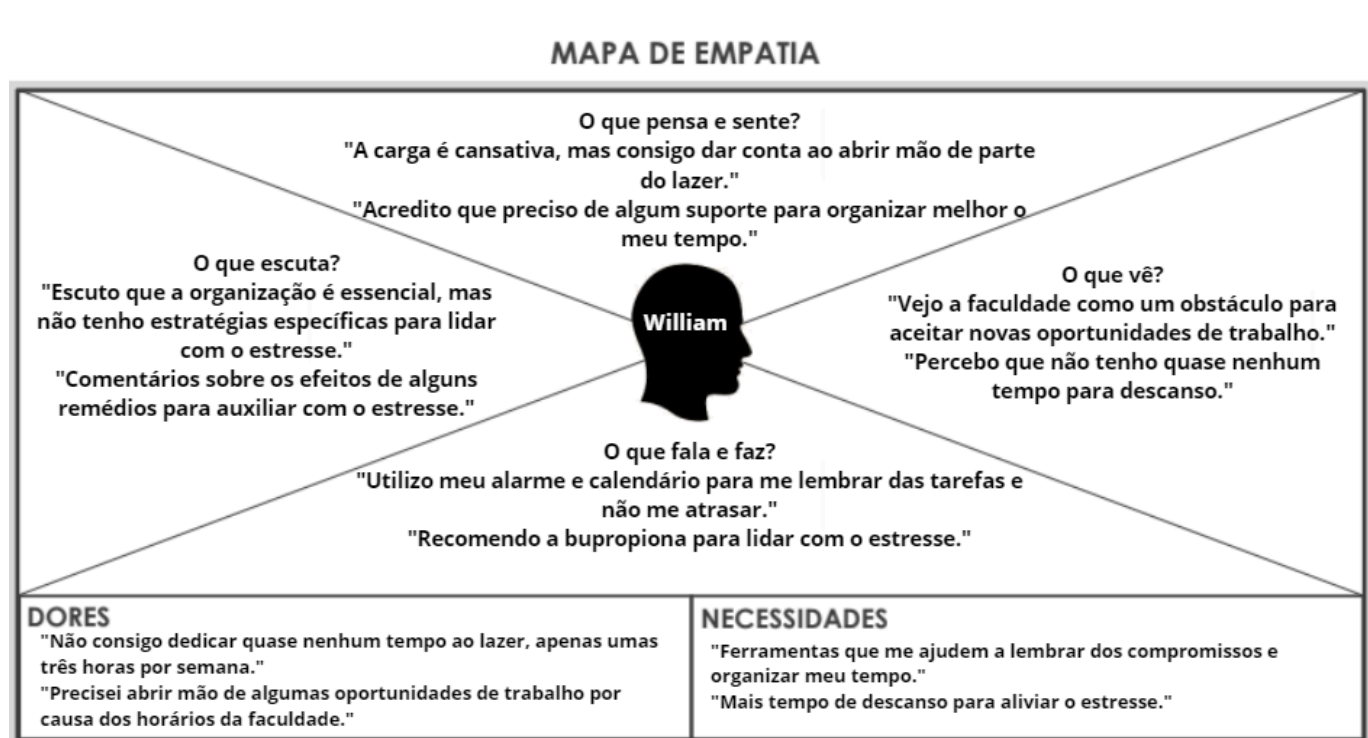 MAPA DE EMPATIA
O que pensa e sente?
"A carga é cansativa, mas consigo dar conta ao abrir mão de parte
do lazer."
"Acredito que preciso de algum suporte para organizar melhor o
meu tempo."
O que escuta?
"Escuto que a organização é essencial, mas
não tenho estratégias específicas para lidar
com o estresse."
"Comentários sobre os efeitos de alguns
remédios para auxiliar com o estresse."
William
O que vê?
"Vejo a faculdade como um obstáculo para
aceitar novas oportunidades de trabalho."
"Percebo que não tenho quase nenhum
tempo para descanso."
O que fala e faz?
"Utilizo meu alarme e calendário para me lembrar das tarefas e
não me atrasar."
"Recomendo a bupropiona para lidar com o estresse."
DORES
"Não consigo dedicar quase nenhum tempo ao lazer, apenas umas
três horas por semana."
"Precisei abrir mão de algumas oportunidades de trabalho por
causa dos horários da faculdade."
NECESSIDADES
"Ferramentas que me ajudem a lembrar dos compromissos e
organizar meu tempo."
"Mais tempo de descanso para aliviar o estresse."